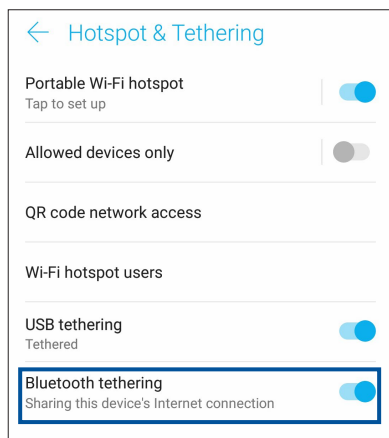 Hotspot & Tethering
Portable Wi-Fi hotspot
Tap to set up
Allowed devices only
QR code network access
Wi-Fi hotspot users
USB tethering
Tethered
Bluetooth tethering
Sharing this device's Internet connection